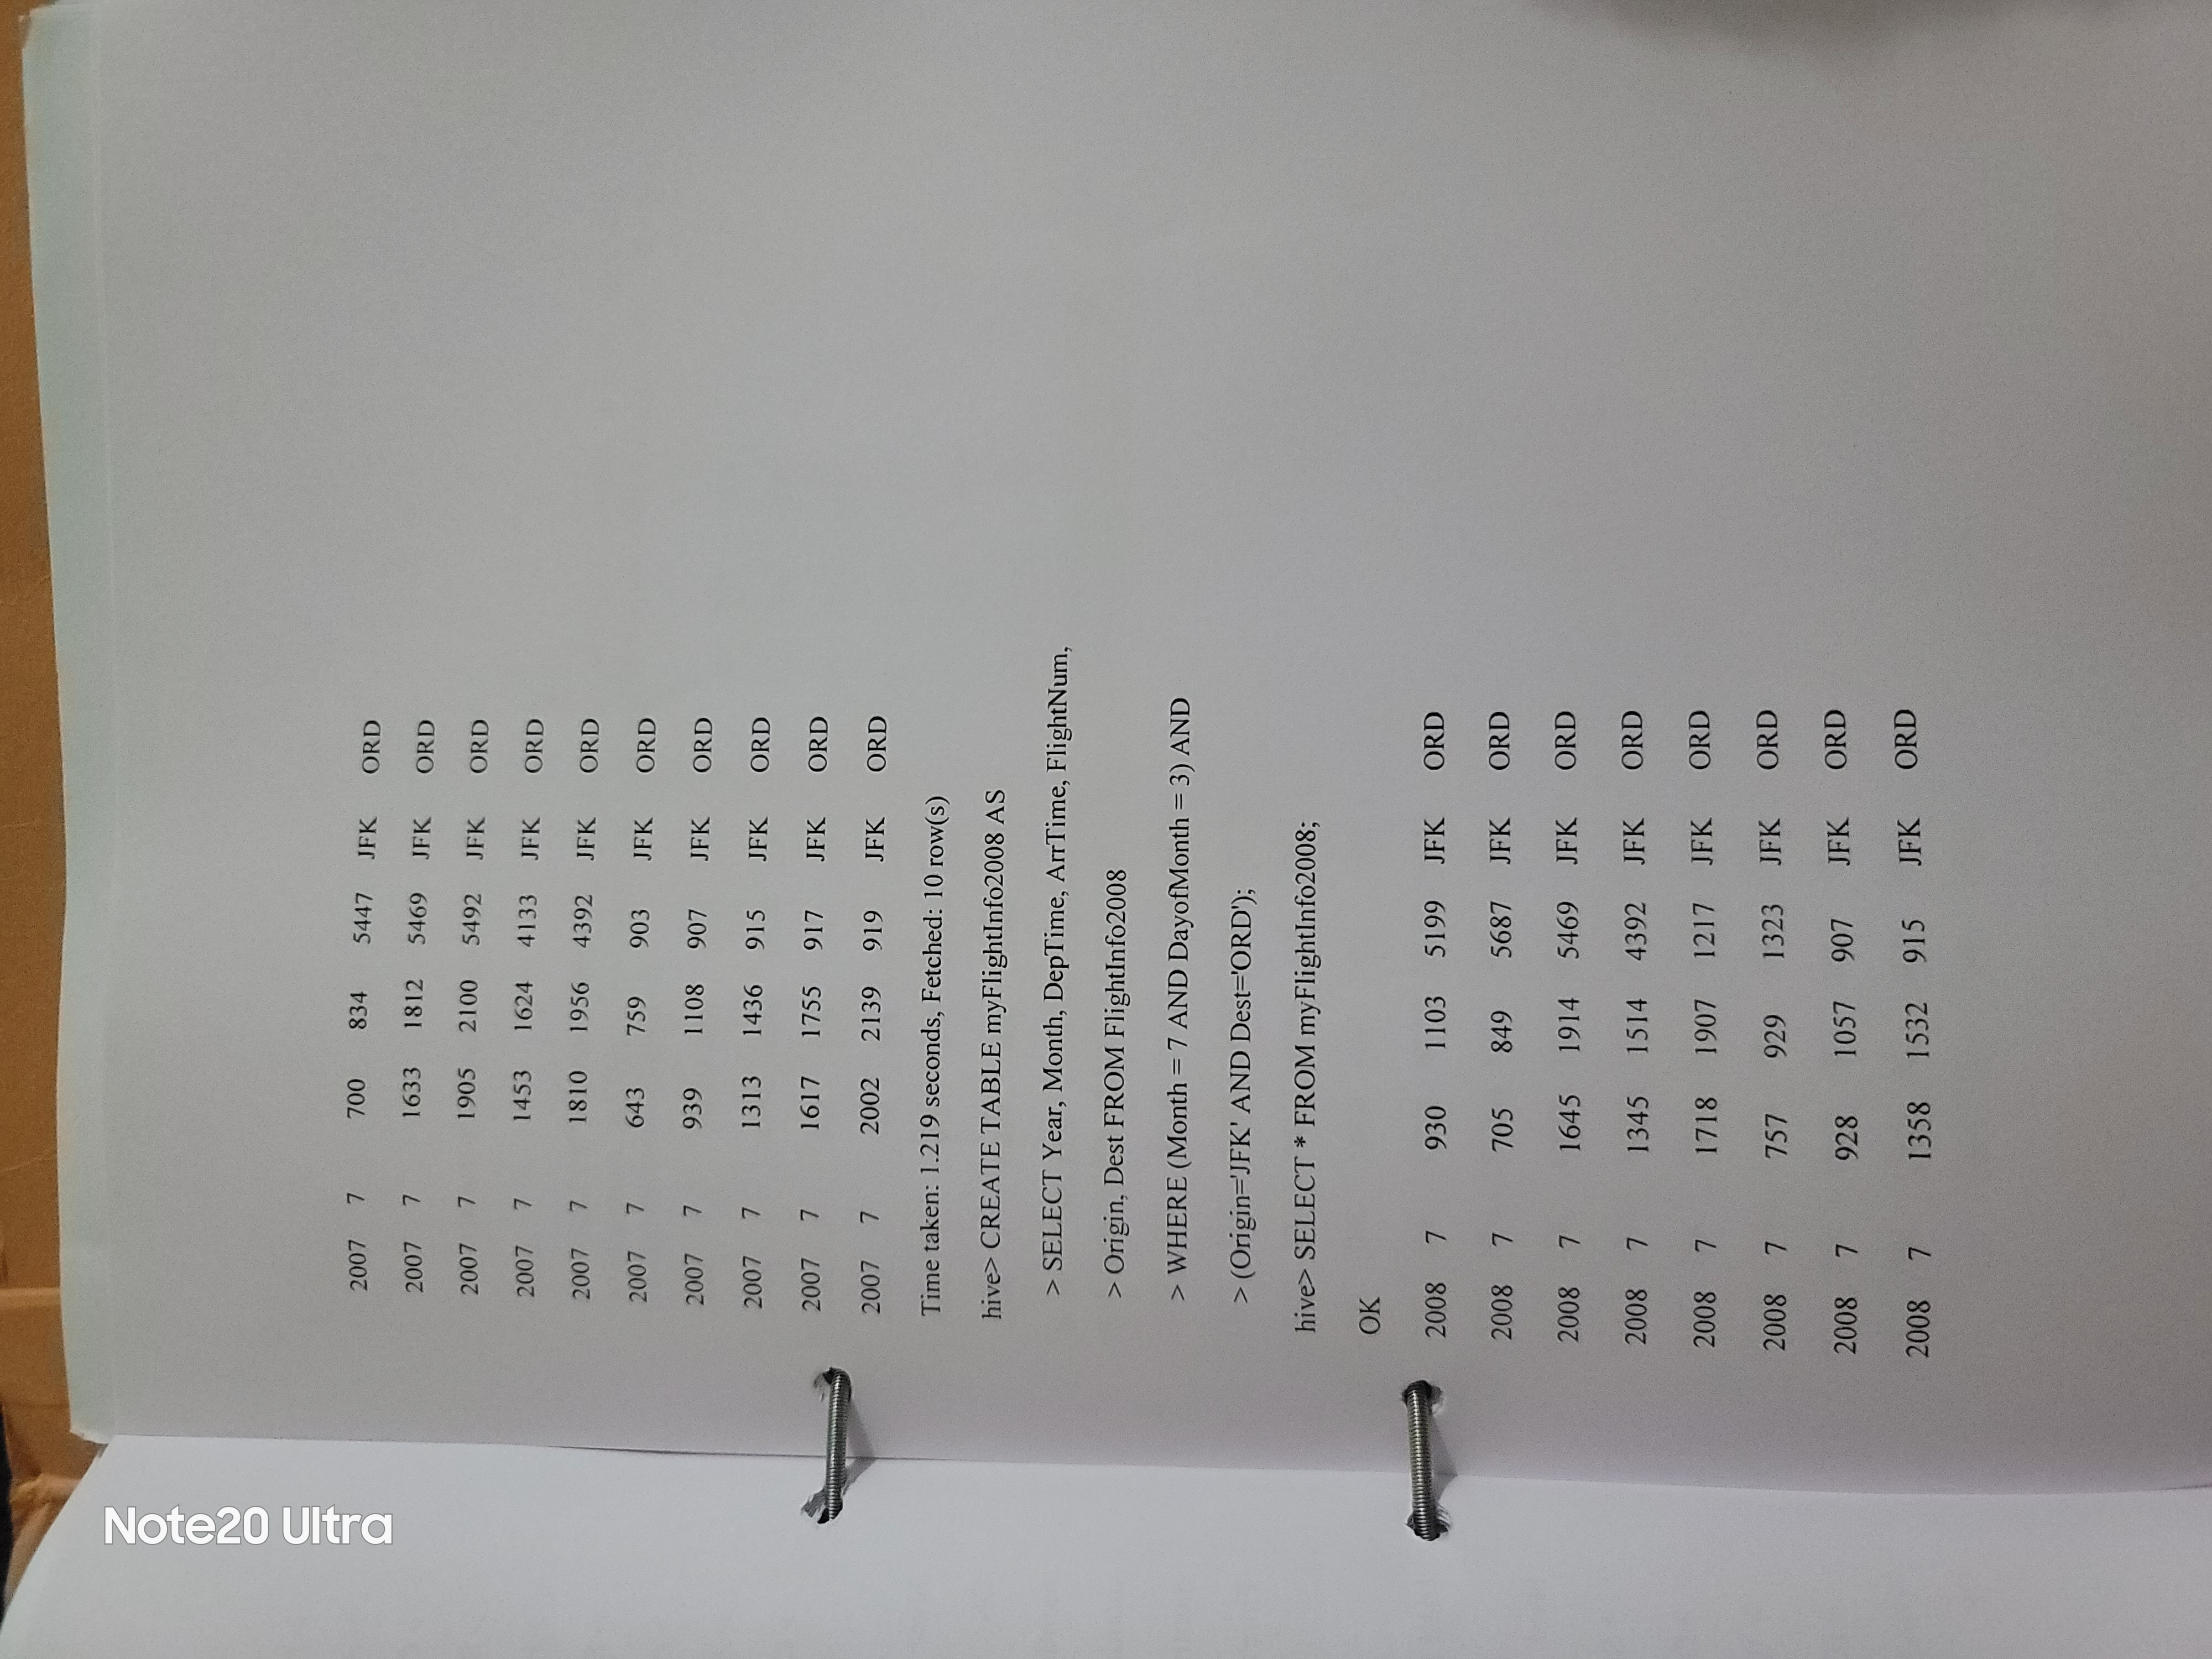 2007 7 700 834 5447 JFK ORD
2007 7 1633 1812 5469 JFK ORD
2007 7 1905 2100 5492 JFK ORD
2007 7 1453 1624 4133 JFK ORD
2007 7 1810 1956 4392 JFK ORD
2007 7 643 759 903 JFK ORD
2007 7 939 1108 907 JFK ORD
2007 7 1313 1436 915 JFK ORD
2007 7 1617 1755 917 JFK ORD
2007 7 2002 2139 919 JFK ORD
Time taken: 1.219 seconds, Fetched: 10 row(s)
hive> CREATE TABLE myFlightInfo2008 AS
> SELECT Year, Month, DepTime, ArrTime, FlightNum,
> Origin, Dest FROM FlightInfo2008
> WHERE (Month = 7 AND DayofMonth = 3) AND
> (Origin='JFK' AND Dest='ORD');
hive> SELECT * FROM myFlightInfo2008;
OK
2008 7 930 1103 5199 JFK ORD
2008 7 705 849 5687 JFK ORD
2008 7 1645 1914 5469 JFK ORD
2008 7 1345 1514 4392 JFK ORD
2008 7 1718 1907 1217 JFK ORD
2008 7 757 929 1323 JFK ORD
2008 7 928 1057 907 JFK ORD
2008 7 1358 1532 915 JFK ORD
Note20 Ultra